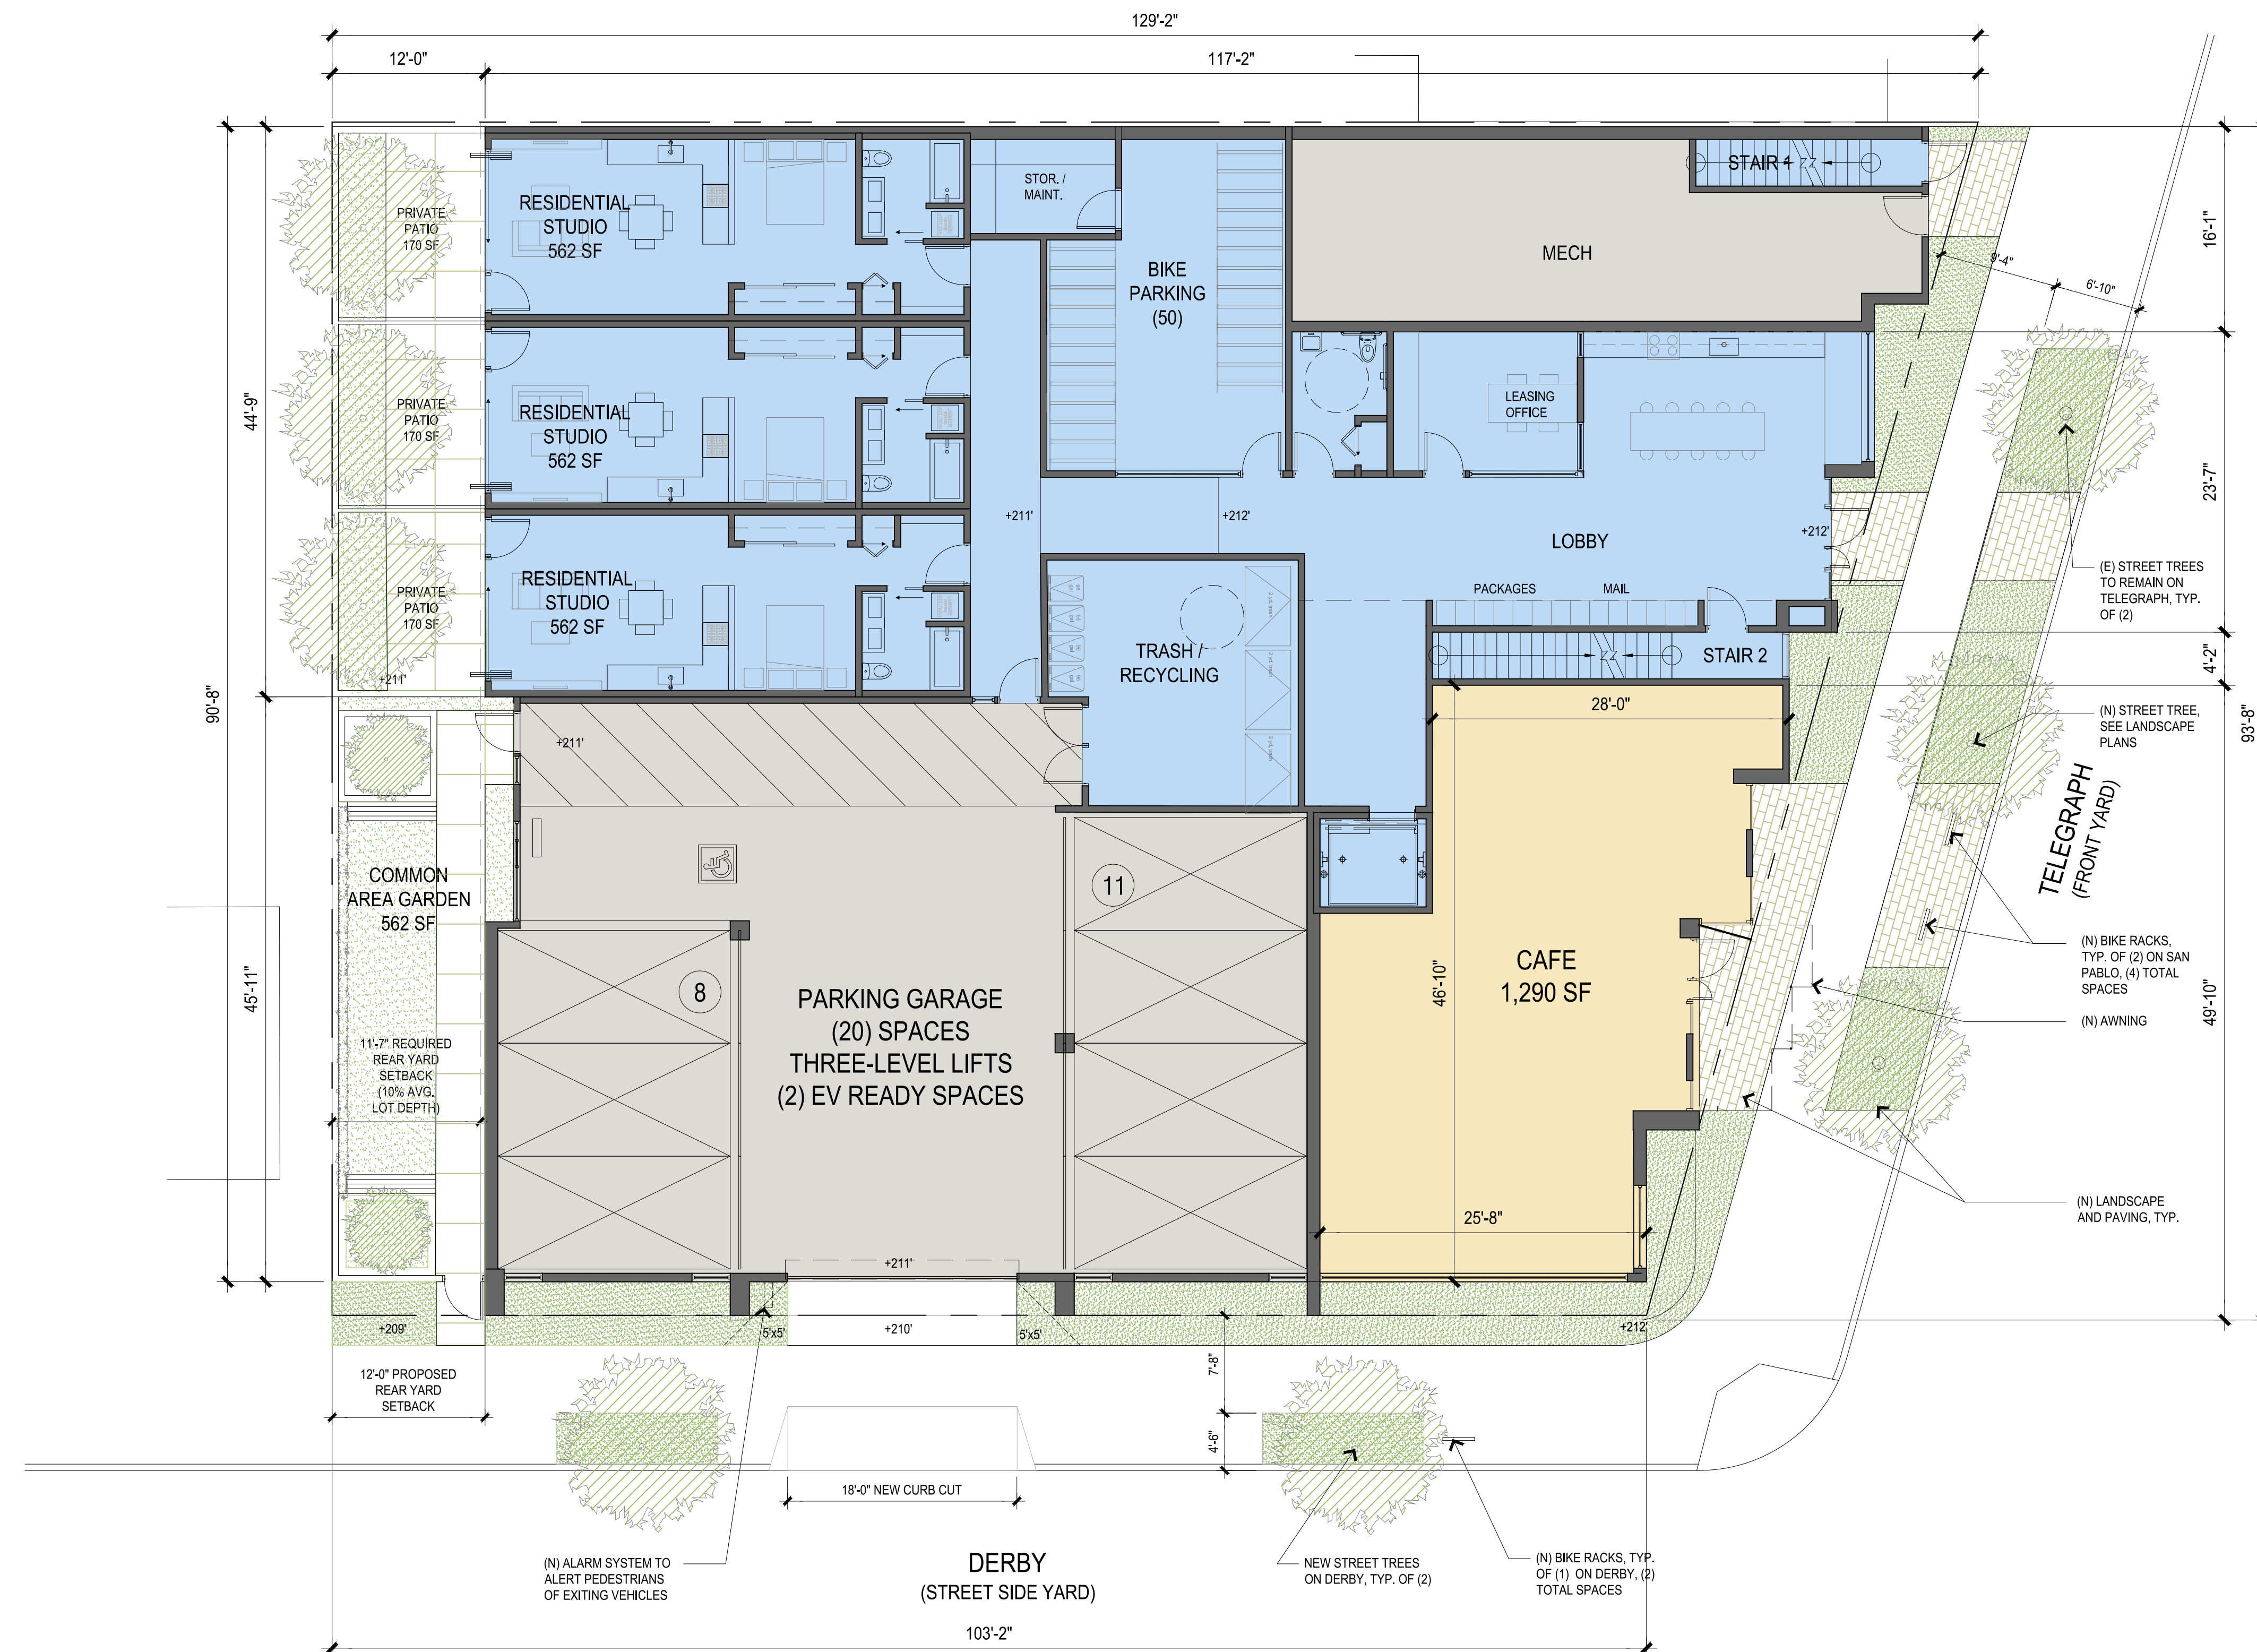 129'-2"
12'-0"
117'-2"
PRIVATE
PATIO
170 SF
RESIDENTIAL
STUDIO
562 SF
STOR. /
MAINT.
BIKE
PARKING
(50)
MECH
STAIR 1
16'-1"
9'-4"
6'-10"
44'-9"
90'-8"
PRIVATE
PATIO
170 SF
RESIDENTIAL
STUDIO
562 SF
LEASING
OFFICE
23'-7"
+211'
+212'
LOBBY
+212'
PRIVATE
PATIO
170 SF
+211'
RESIDENTIAL
STUDIO
562 SF
PACKAGES
MAIL
2 yd. trash
2 yd. trash
2 yd. trash
TRASH /
RECYCLING
STAIR 2
4'-2"
(E) STREET TREES
TO REMAIN ON
TELEGRAPH, TYP.
OF (2)
28'-0"
(N) STREET TREE,
SEE LANDSCAPE
PLANS
93'-8"
TELEGRAPH
(FRONT YARD)
+211'
COMMON
AREA GARDEN
562 SF
45'-11"
11'-7" REQUIRED
REAR YARD
SETBACK
(10% AVG.
LOT DEPTH)
8
11
PARKING GARAGE
(20) SPACES
THREE-LEVEL LIFTS
(2) EV READY SPACES
46'-10"
CAFE
1,290 SF
(N) BIKE RACKS,
TYP. OF (2) ON SAN
PABLO, (4) TOTAL
SPACES
(N) AWNING
49'-10"
(N) LANDSCAPE
AND PAVING, TYP.
25'-8"
+211'
+209'
5'x5'
+210'
5'x5'
+212'
12'-0" PROPOSED
REAR YARD
SETBACK
7'-8"
4'-6"
18'-0" NEW CURB CUT
(N) ALARM SYSTEM TO
ALERT PEDESTRIANS
OF EXITING VEHICLES
DERBY
(STREET SIDE YARD)
NEW STREET TREES
ON DERBY, TYP. OF (2)
(N) BIKE RACKS, TYP.
OF (1) ON DERBY, (2)
TOTAL SPACES
103'-2"